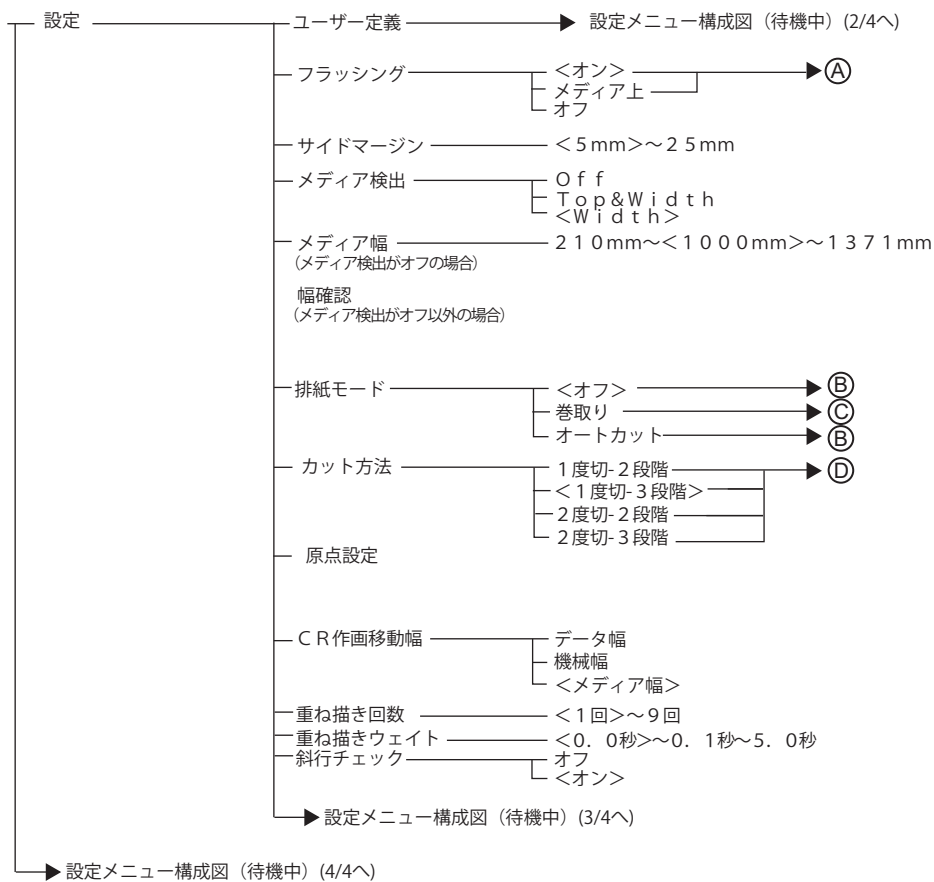 設定
ユーザー定義 設定メニュー構成図（待機中）(2/4へ)
フラッシング ＜オン＞ Ⓐ
メディア上
オフ
サイドマージン ＜５mm＞～２５mm
メディア検出 Ｏｆｆ
Ｔｏｐ&Ｗｉｄｔｈ
＜Ｗｉｄｔｈ＞
メディア幅 ２１０mm～＜１０００mm＞～１３７１mm
（メディア検出がオフの場合）
幅確認
（メディア検出がオフ以外の場合）
排紙モード ＜オフ＞ Ⓑ
巻取り Ⓒ
オートカット Ⓑ
カット方法 １度切-２段階 Ⓓ
＜１度切-３段階＞
２度切-２段階
２度切-３段階
原点設定
ＣＲ作画移動幅 データ幅
機械幅
＜メディア幅＞
重ね描き回数 ＜１回＞～９回
重ね描きウェイト ＜０．０秒＞～０．１秒～５．０秒
斜行チェック オフ
＜オン＞
設定メニュー構成図（待機中）(3/4へ)
設定メニュー構成図（待機中）(4/4へ)